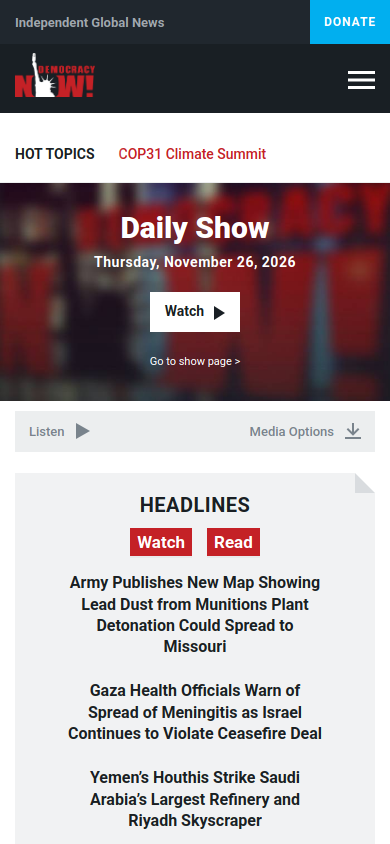 Independent Global News
DONATE
DEMOCRACY
NOW!
HOT TOPICS
COP31 Climate Summit
Daily Show
Thursday, November 26, 2026
Watch
Go to show page >
Listen
Media Options
HEADLINES
Watch
Read
Army Publishes New Map Showing
Lead Dust from Munitions Plant
Detonation Could Spread to
Missouri
Gaza Health Officials Warn of
Spread of Meningitis as Israel
Continues to Violate Ceasefire Deal
Yemen’s Houthis Strike Saudi
Arabia’s Largest Refinery and
Riyadh Skyscraper